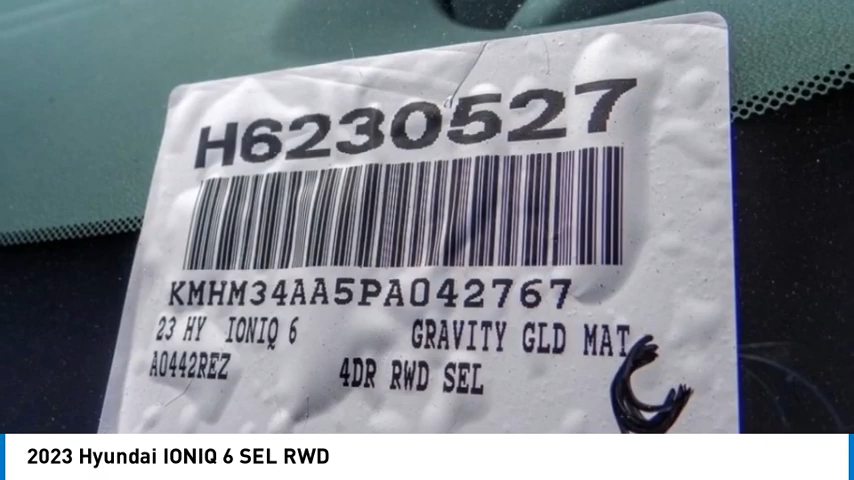 H6230527
KMHM34AA5PA042767
23 HY IONIQ 6 GRAVITY GLD MAT
A0442REZ 4DR RWD SEL
2023 Hyundai IONIQ 6 SEL RWD